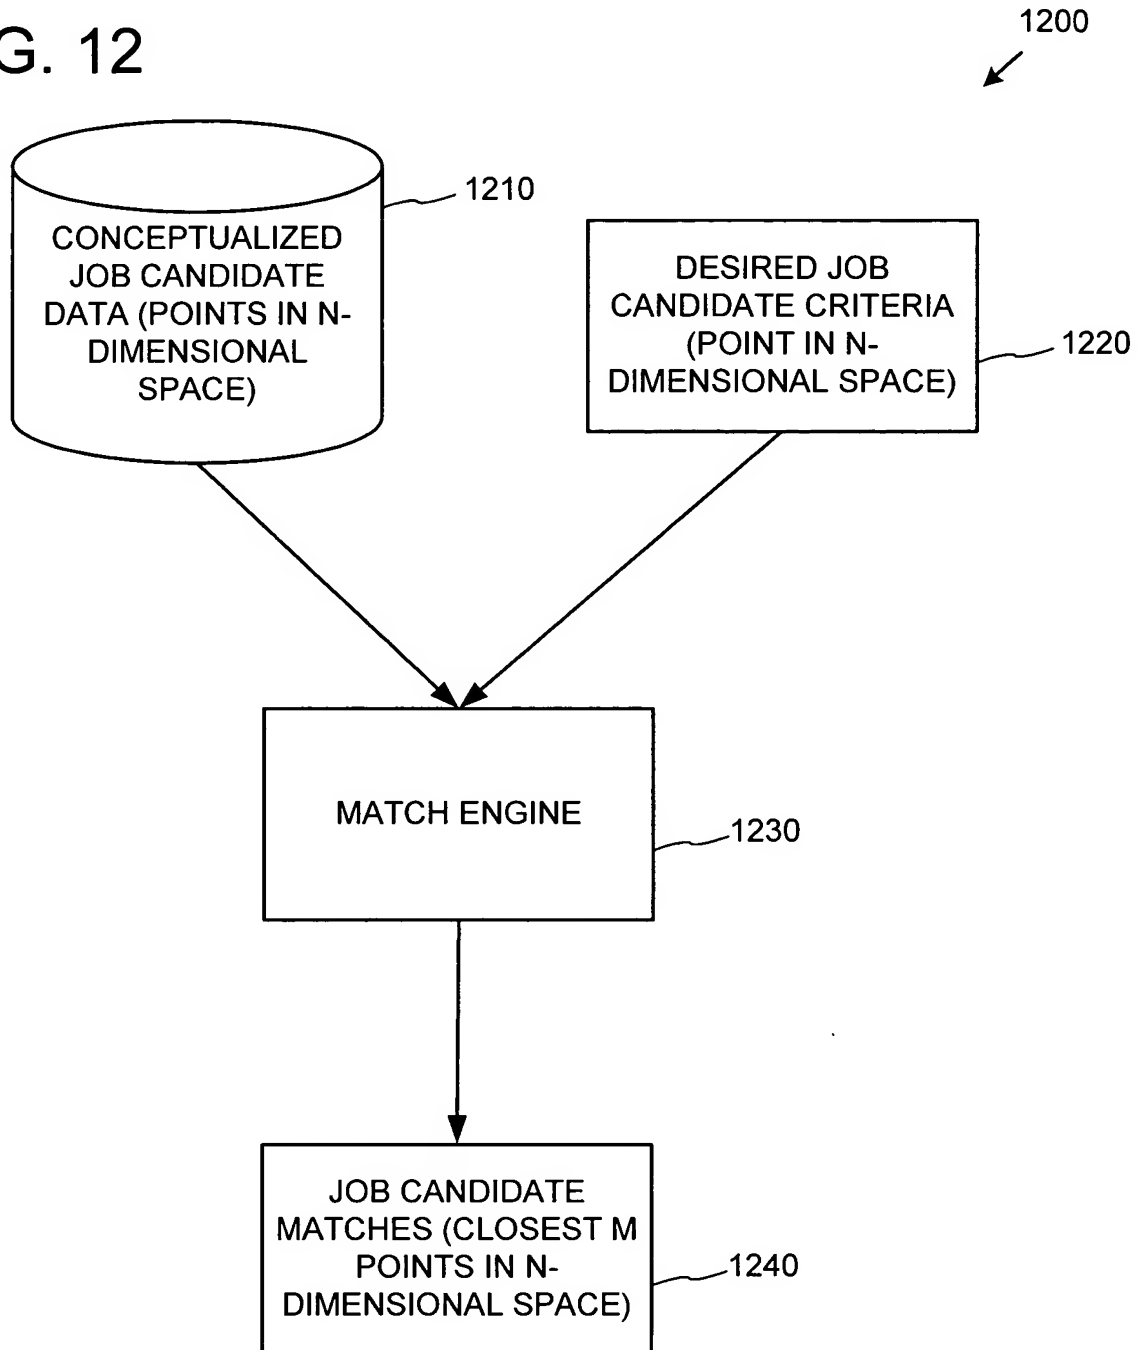 G. 12
1200
CONCEPTUALIZED
JOB CANDIDATE
DATA (POINTS IN N-
DIMENSIONAL
SPACE)
1210
DESIRED JOB
CANDIDATE CRITERIA
(POINT IN N-
DIMENSIONAL SPACE)
1220
MATCH ENGINE
1230
JOB CANDIDATE
MATCHES (CLOSEST M
POINTS IN N-
DIMENSIONAL SPACE)
1240